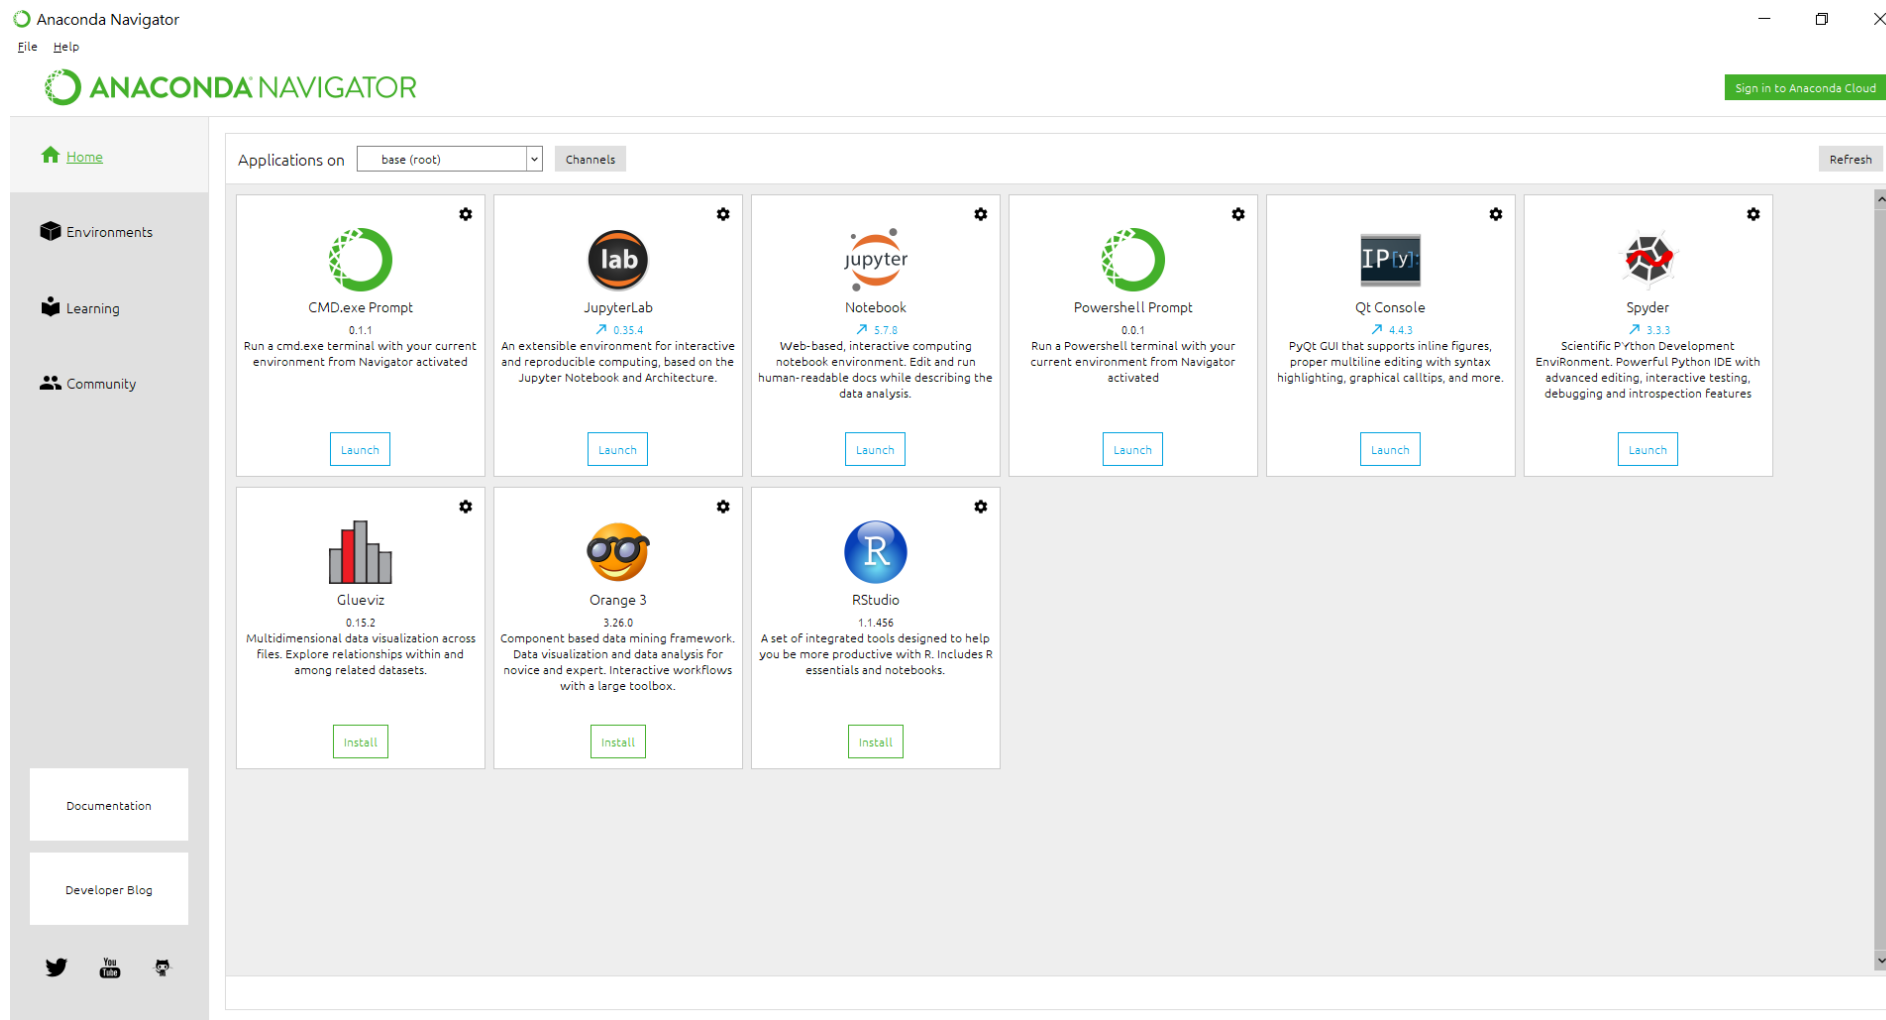 Anaconda Navigator
File Help
ANACONDA NAVIGATOR
Sign in to Anaconda Cloud
Home
Environments
Learning
Community
Documentation
Developer Blog
You
Tube
Applications on base (root) Channels Refresh
CMD.exe Prompt
0.1.1
Run a cmd.exe terminal with your current
environment from Navigator activated
Launch
lab
JupyterLab
0.35.4
An extensible environment for interactive
and reproducible computing, based on the
Jupyter Notebook and Architecture.
Launch
jupyter
Notebook
5.7.8
Web-based, interactive computing
notebook environment. Edit and run
human-readable docs while describing the
data analysis.
Launch
Powershell Prompt
0.0.1
Run a Powershell terminal with your
current environment from Navigator
activated
Launch
IP[y]:
Qt Console
4.4.3
PyQt GUI that supports inline figures,
proper multiline editing with syntax
highlighting, graphical calltips, and more.
Launch
Spyder
3.3.3
Scientific PYthon Development
EnviRonment. Powerful Python IDE with
advanced editing, interactive testing,
debugging and introspection features
Launch
Glueviz
0.15.2
Multidimensional data visualization across
files. Explore relationships within and
among related datasets.
Install
Orange 3
3.26.0
Component based data mining framework.
Data visualization and data analysis for
novice and expert. Interactive workflows
with a large toolbox.
Install
R
RStudio
1.1.456
A set of integrated tools designed to help
you be more productive with R. Includes R
essentials and notebooks.
Install